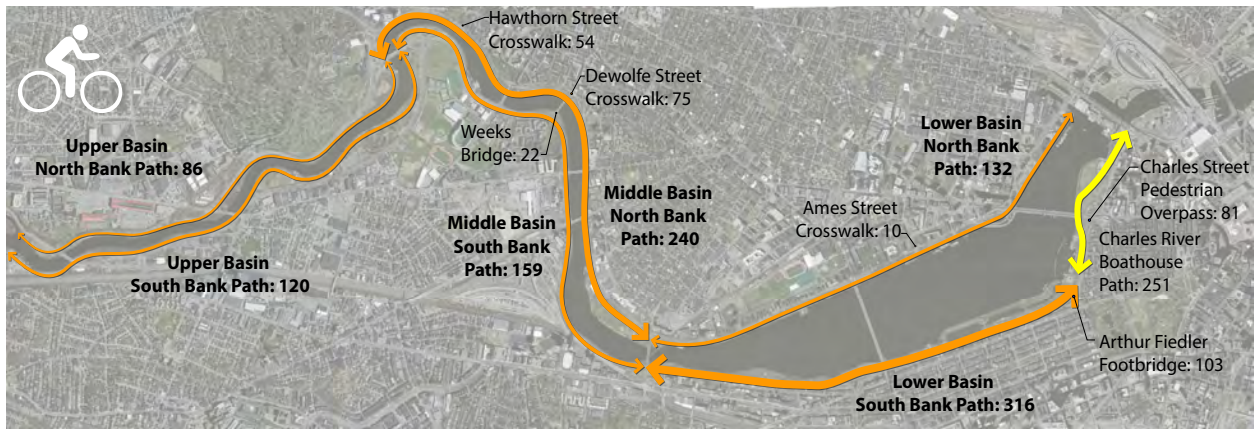 Hawthorn Street
Crosswalk: 54
Dewolfe Street
Crosswalk: 75
Weeks
Bridge: 22
Upper Basin
North Bank Path: 86
Upper Basin
South Bank Path: 120
Middle Basin
South Bank
Path: 159
Middle Basin
North Bank
Path: 240
Ames Street
Crosswalk: 10
Lower Basin
North Bank
Path: 132
Charles Street
Pedestrian
Overpass: 81
Charles River
Boathouse
Path: 251
Arthur Fiedler
Footbridge: 103
Lower Basin
South Bank Path: 316